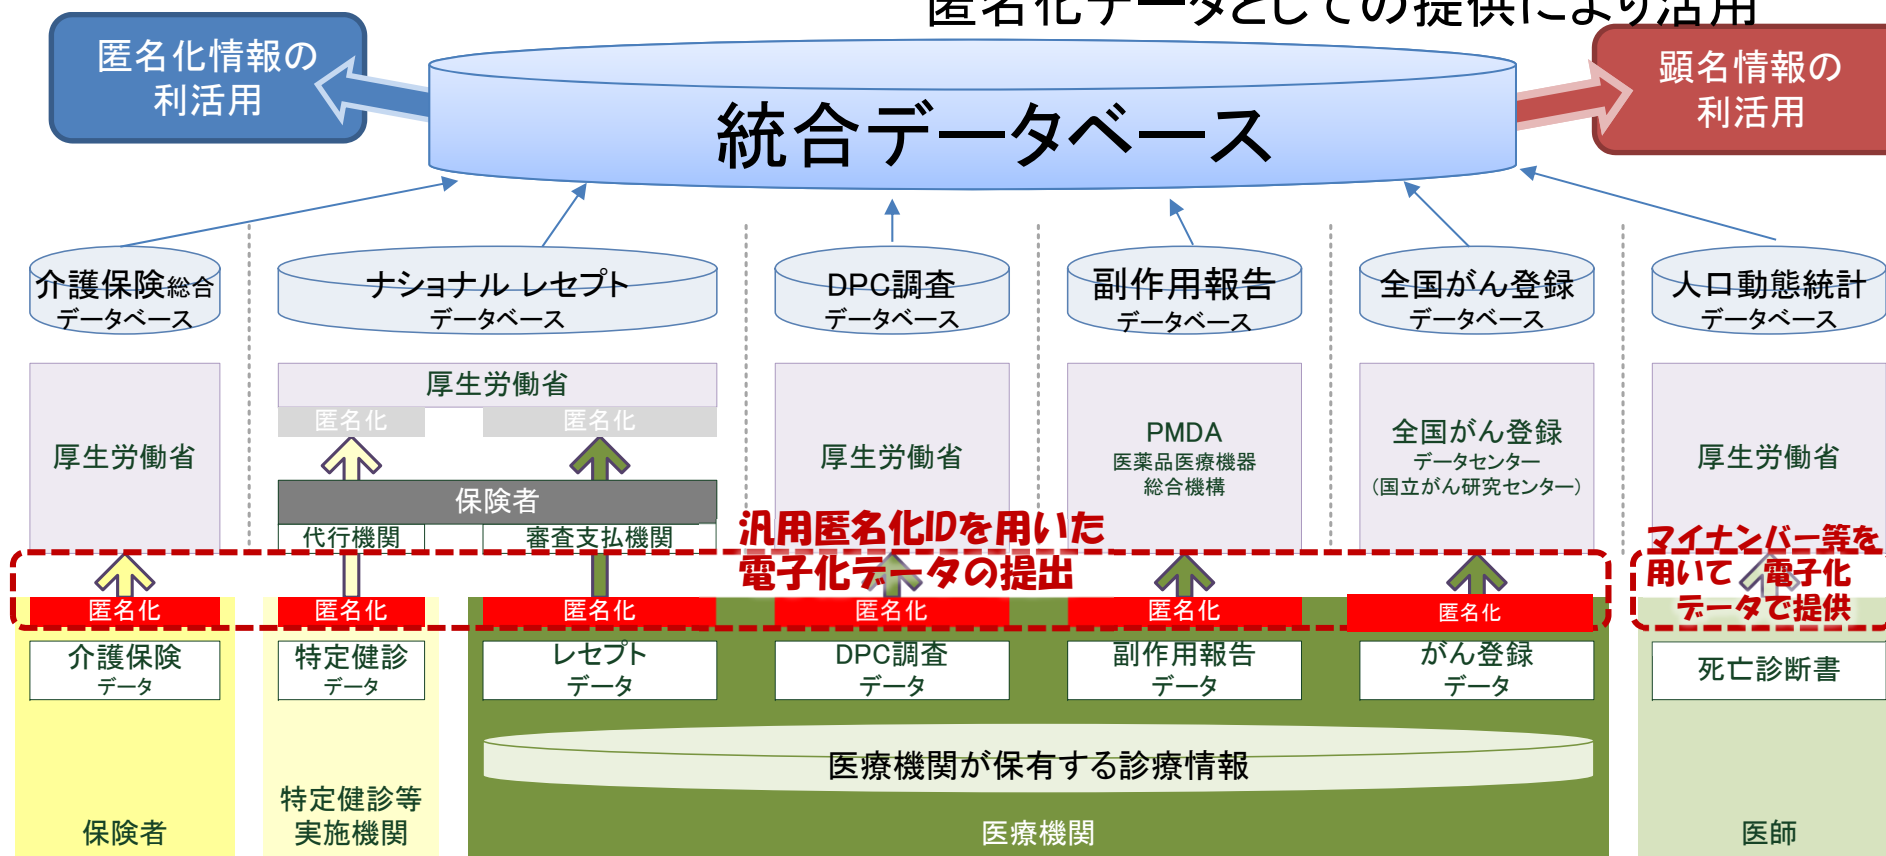 匿名化データとしての提供により活用
匿名化情報の
利活用
統合データベース
顕名情報の
利活用
介護保険総合
データベース
ナショナル レセプト
データベース
DPC調査
データベース
副作用報告
データベース
全国がん登録
データベース
人口動態統計
データベース
厚生労働省
厚生労働省
匿名化
匿名化
保険者
代行機関
審査支払機関
厚生労働省
PMDA
医薬品医療機器
総合機構
全国がん登録
データセンター
(国立がん研究センター)
厚生労働省
汎用匿名化IDを用いた
電子化データの提出
マイナンバー等を
用いて 電子化
データで提供
匿名化
匿名化
匿名化
匿名化
匿名化
匿名化
介護保険
データ
特定健診
データ
レセプト
データ
DPC調査
データ
副作用報告
データ
がん登録
データ
死亡診断書
医療機関が保有する診療情報
保険者
特定健診等
実施機関
医療機関
医師